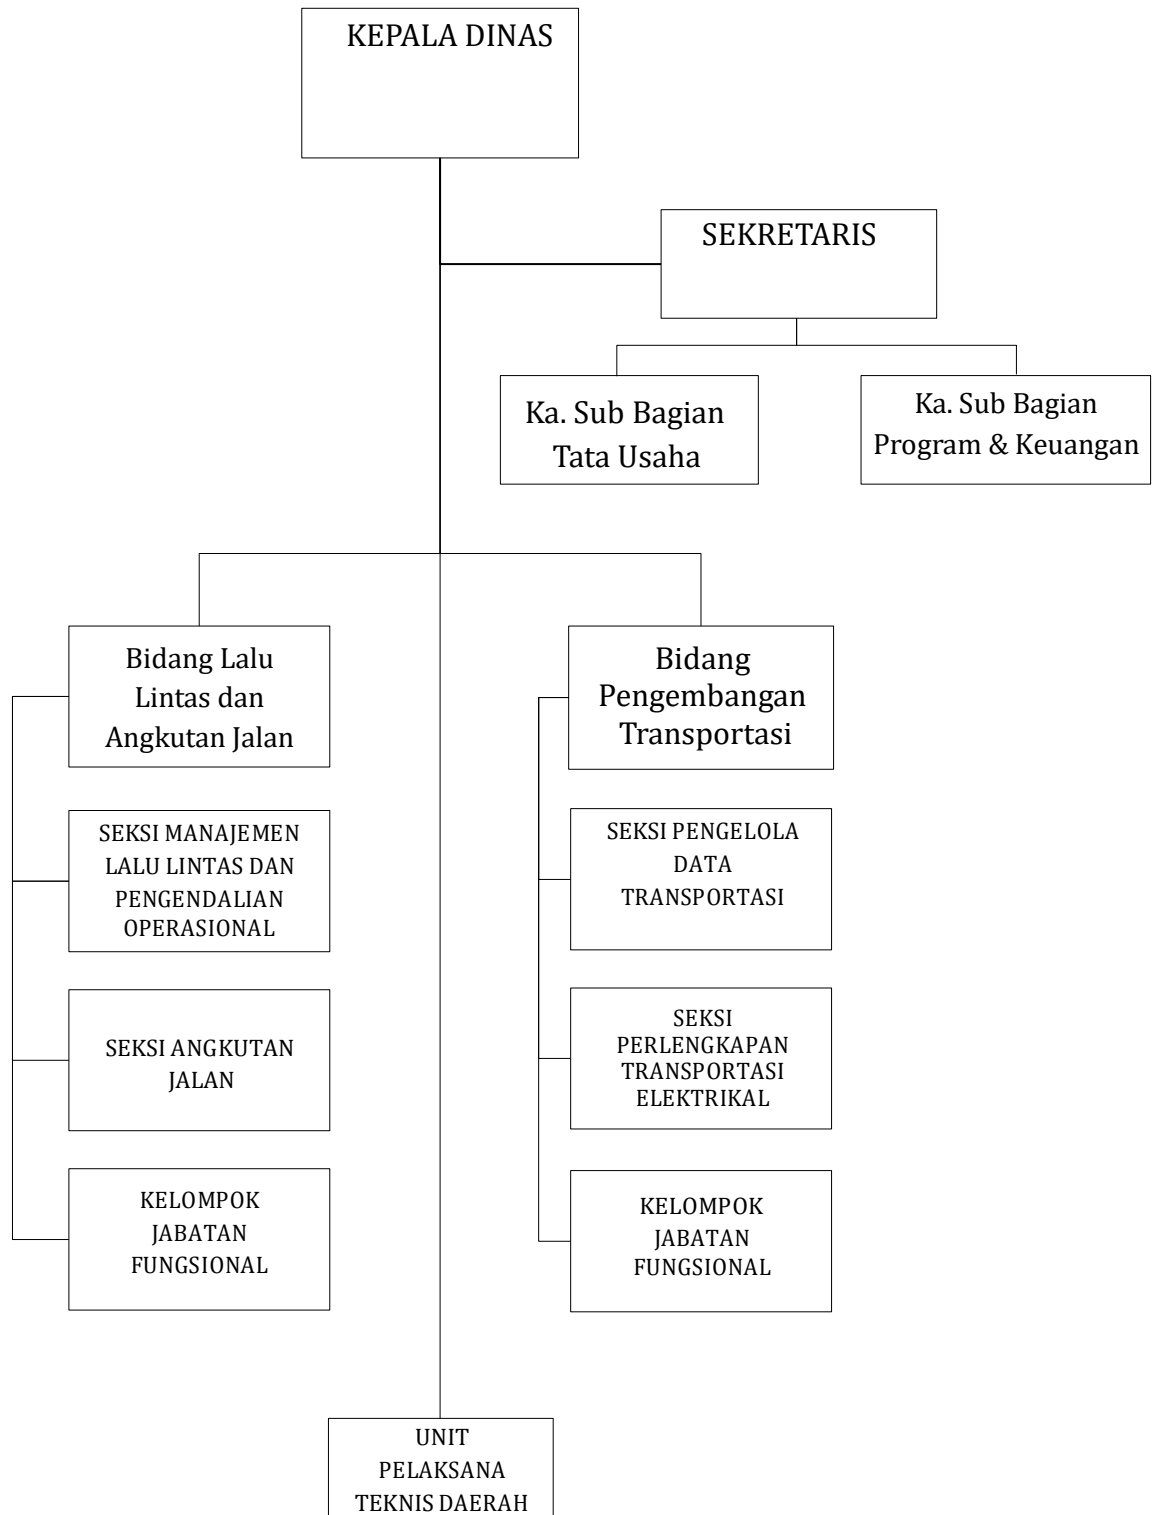 KEPALA DINAS
SEKRETARIS
Ka. Sub Bagian
Tata Usaha
Ka. Sub Bagian
Program & Keuangan
Bidang Lalu
Lintas dan
Angkutan Jalan
SEKSI MANAJEMEN
LALU LINTAS DAN
PENGENDALIAN
OPERASIONAL
SEKSI ANGKUTAN
JALAN
KELOMPOK
JABATAN
FUNGSIONAL
Bidang
Pengembangan
Transportasi
SEKSI PENGELOLA
DATA
TRANSPORTASI
SEKSI
PERLENGKAPAN
TRANSPORTASI
ELEKTRIKAL
KELOMPOK
JABATAN
FUNGSIONAL
UNIT
PELAKSANA
TEKNIS DAERAH